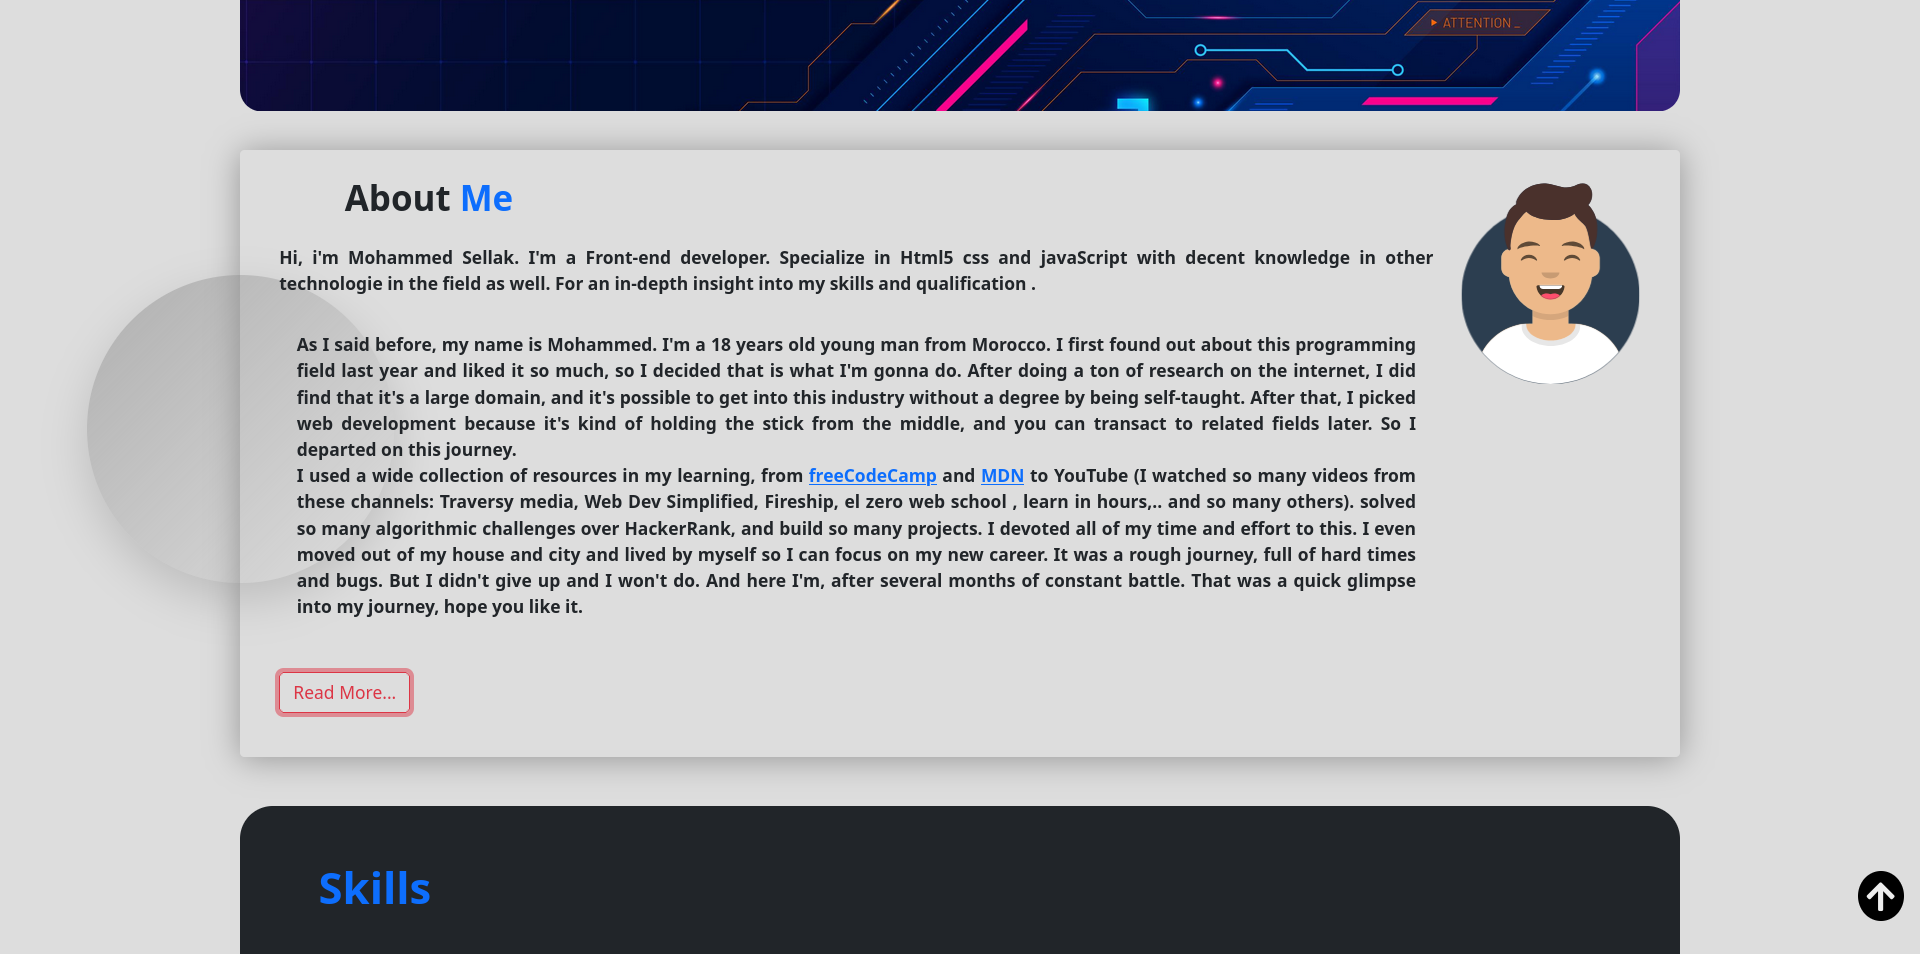 ATTENTION _
About Me
Hi, i'm Mohammed Sellak. I'm a Front-end developer. Specialize in Html5 css and javaScript with decent knowledge in other
technologie in the field as well. For an in-depth insight into my skills and qualification .
As I said before, my name is Mohammed. I'm a 18 years old young man from Morocco. I first found out about this programming
field last year and liked it so much, so I decided that is what I'm gonna do. After doing a ton of research on the internet, I did
find that it's a large domain, and it's possible to get into this industry without a degree by being self-taught. After that, I picked
web development because it's kind of holding the stick from the middle, and you can transact to related fields later. So I
departed on this journey.
I used a wide collection of resources in my learning, from freeCodeCamp and MDN to YouTube (I watched so many videos from
these channels: Traversy media, Web Dev Simplified, Fireship, el zero web school , learn in hours,.. and so many others). solved
so many algorithmic challenges over HackerRank, and build so many projects. I devoted all of my time and effort to this. I even
moved out of my house and city and lived by myself so I can focus on my new career. It was a rough journey, full of hard times
and bugs. But I didn't give up and I won't do. And here I'm, after several months of constant battle. That was a quick glimpse
into my journey, hope you like it.
Read More...
Skills